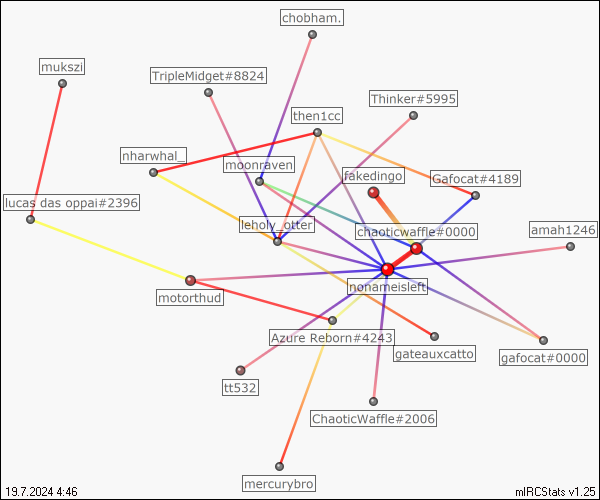 chobham.
mukszi
TripleMidget#8824
Thinker#5995
then1cc
nharwhal_
moonraven
fakedingo
Gafocat#4189
lucas das oppai#2396
leholy_otter
chaoticwaffle#0000
amah1246
motorthud
nonameisleft
Azure Reborn#4243
gateauxcatto
gafocat#0000
tt532
ChaoticWaffle#2006
mercurybro
19.7.2024 4:46
mIRCStats v1.25